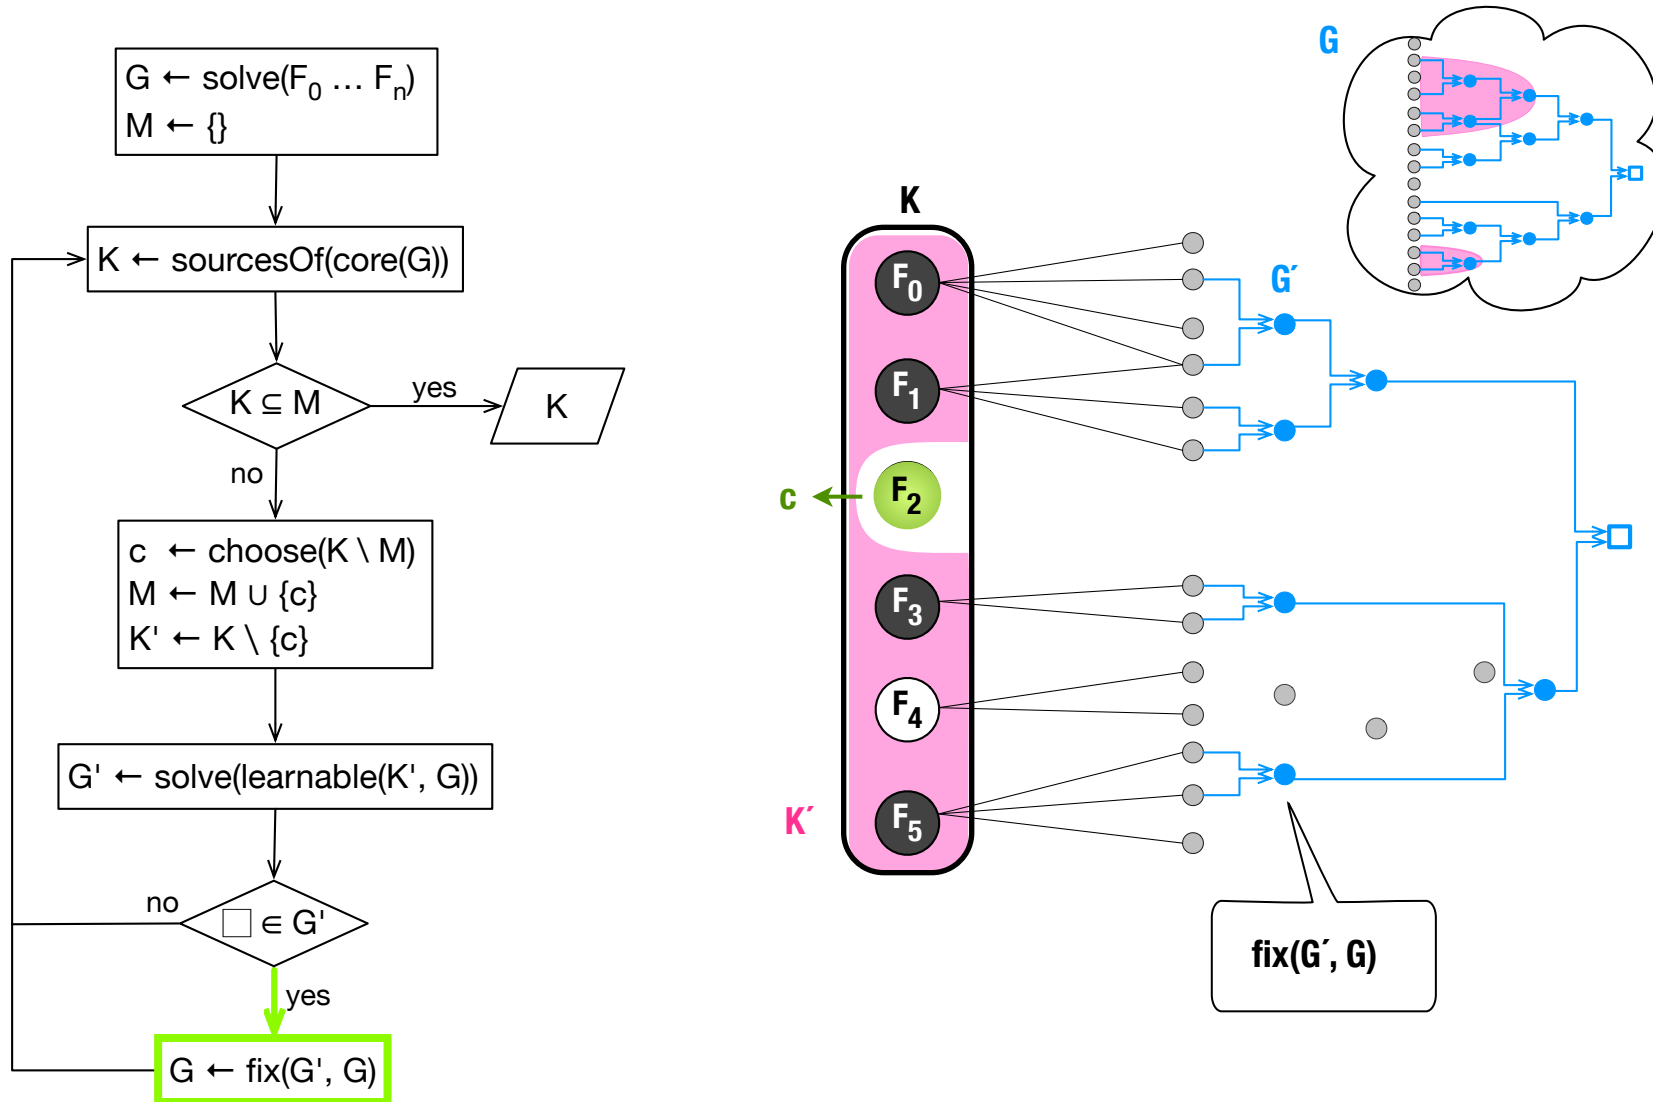 G ← solve(F₀ … Fₙ)
M ← {}
K ← sourcesOf(core(G))
K ⊆ M
yes
K
no
c ← choose(K \ M)
M ← M ∪ {c}
K' ← K \ {c}
G' ← solve(learnable(K', G))
no
□ ∈ G'
yes
G ← fix(G', G)
G
K
F₀
G´
F₁
c
F₂
F₃
F₄
K´
F₅
fix(G´, G)